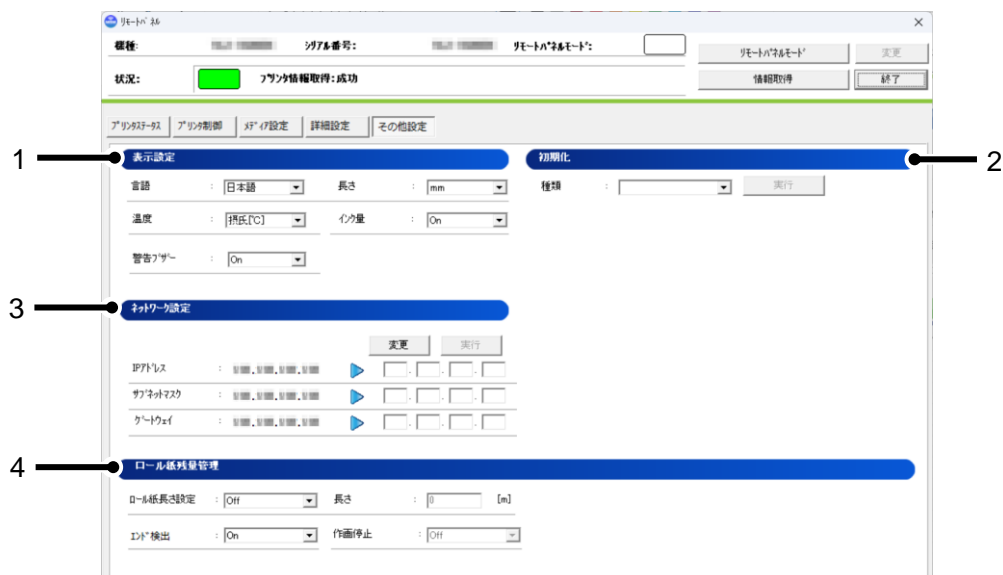 リモートパネル
機種: シリアル番号: リモートパネルモード:
リモートパネルモード 変更
状況: プリンタ情報取得:成功 情報取得 終了
プリンタステータス プリンタ制御 メディア設定 詳細設定 その他設定
1 表示設定 初期化 2
言語 : 日本語 長さ : mm 種類 : 実行
温度 : 摂氏[℃] インク量 : On
警告ブザー : On
3 ネットワーク設定
変更 実行
IPアドレス :
サブネットマスク :
ゲートウェイ :
4 ロール紙残量管理
ロール紙長さ設定 : Off 長さ : 0 [m]
エンド検出 : On 作画停止 : Off